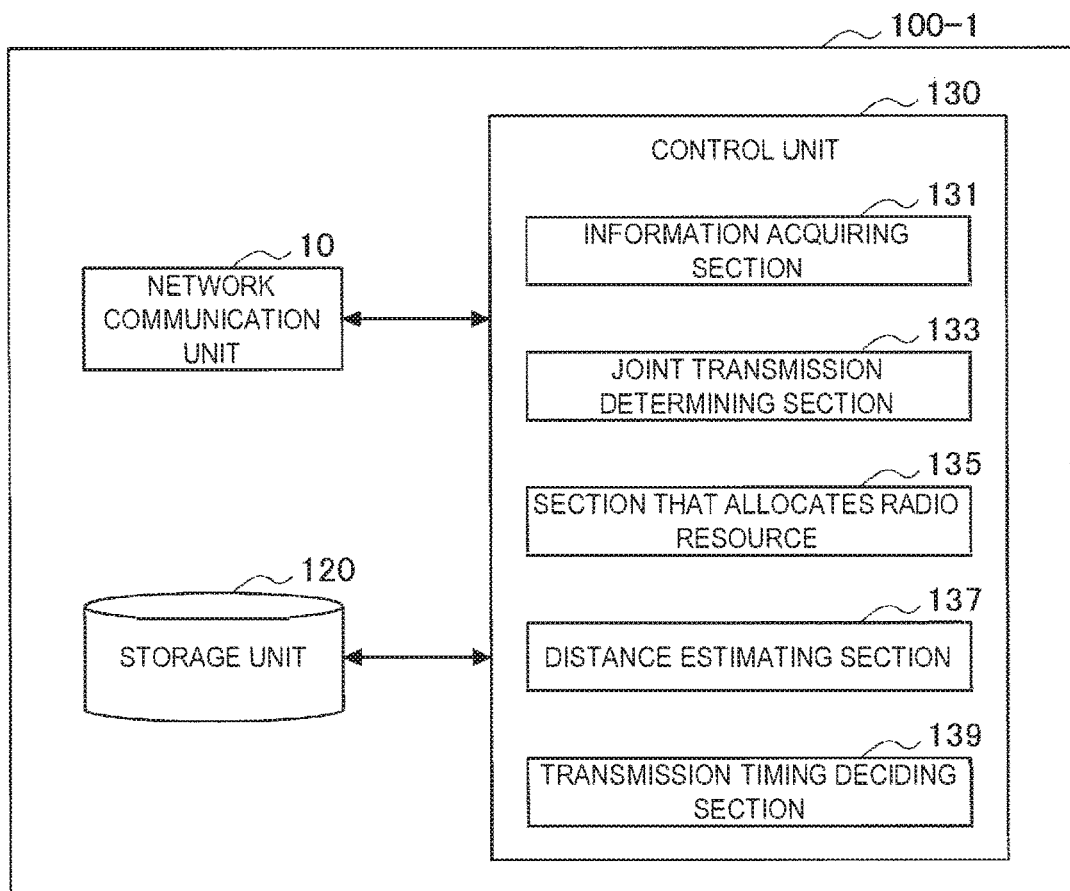 100-1
130
CONTROL UNIT
131
INFORMATION ACQUIRING
SECTION
10
NETWORK
COMMUNICATION
UNIT
133
JOINT TRANSMISSION
DETERMINING SECTION
135
SECTION THAT ALLOCATES RADIO
RESOURCE
120
STORAGE UNIT
137
DISTANCE ESTIMATING SECTION
139
TRANSMISSION TIMING DECIDING
SECTION